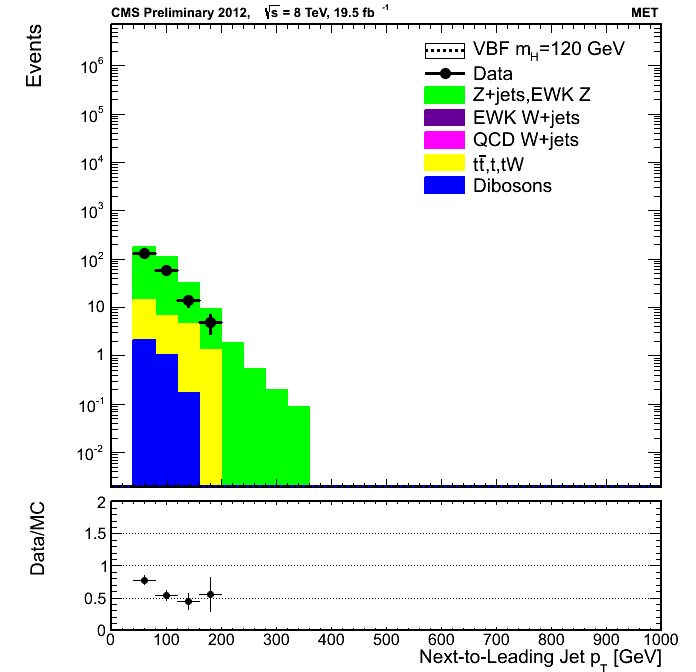 CMS Preliminary 2012, √s = 8 TeV, 19.5 fb⁻¹ MET
Events
VBF m_H=120 GeV
Data
Z+jets,EWK Z
EWK W+jets
QCD W+jets
tt̄,t,tW
Dibosons
10⁶
10⁵
10⁴
10³
10²
10
1
10⁻¹
10⁻²
Data/MC
2
1.5
1
0.5
0
0 100 200 300 400 500 600 700 800 900 1000
Next-to-Leading Jet p_T [GeV]